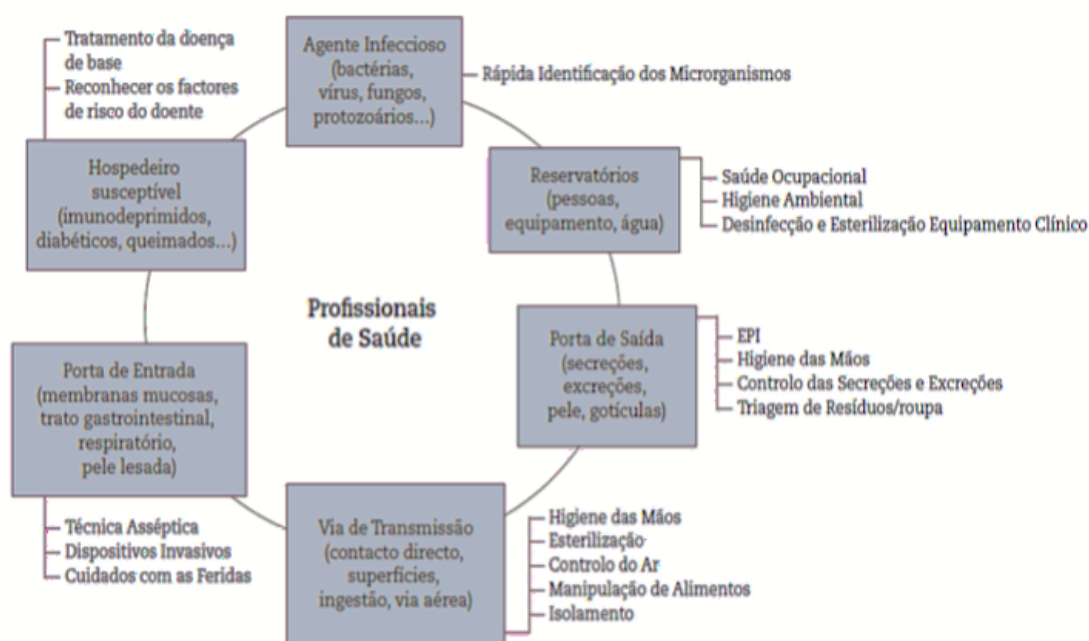 Agente Infeccioso
(bactérias,
vírus, fungos,
protozoários...)
Rápida Identificação dos Microrganismos
Reservatórios
(pessoas,
equipamento, água)
Saúde Ocupacional
Higiene Ambiental
Desinfecção e Esterilização Equipamento Clínico
Porta de Saída
(secreções,
excreções,
pele, gotículas)
EPI
Higiene das Mãos
Controlo das Secreções e Excreções
Triagem de Resíduos/roupa
Via de Transmissão
(contacto directo,
superfícies,
ingestão, via aérea)
Higiene das Mãos
Esterilização
Controlo do Ar
Manipulação de Alimentos
Isolamento
Porta de Entrada
(membranas mucosas,
trato gastrointestinal,
respiratório,
pele lesada)
Técnica Asséptica
Dispositivos Invasivos
Cuidados com as Feridas
Hospedeiro
susceptível
(imunodeprimidos,
diabéticos, queimados...)
Tratamento da doença
de base
Reconhecer os factores
de risco do doente
Profissionais
de Saúde